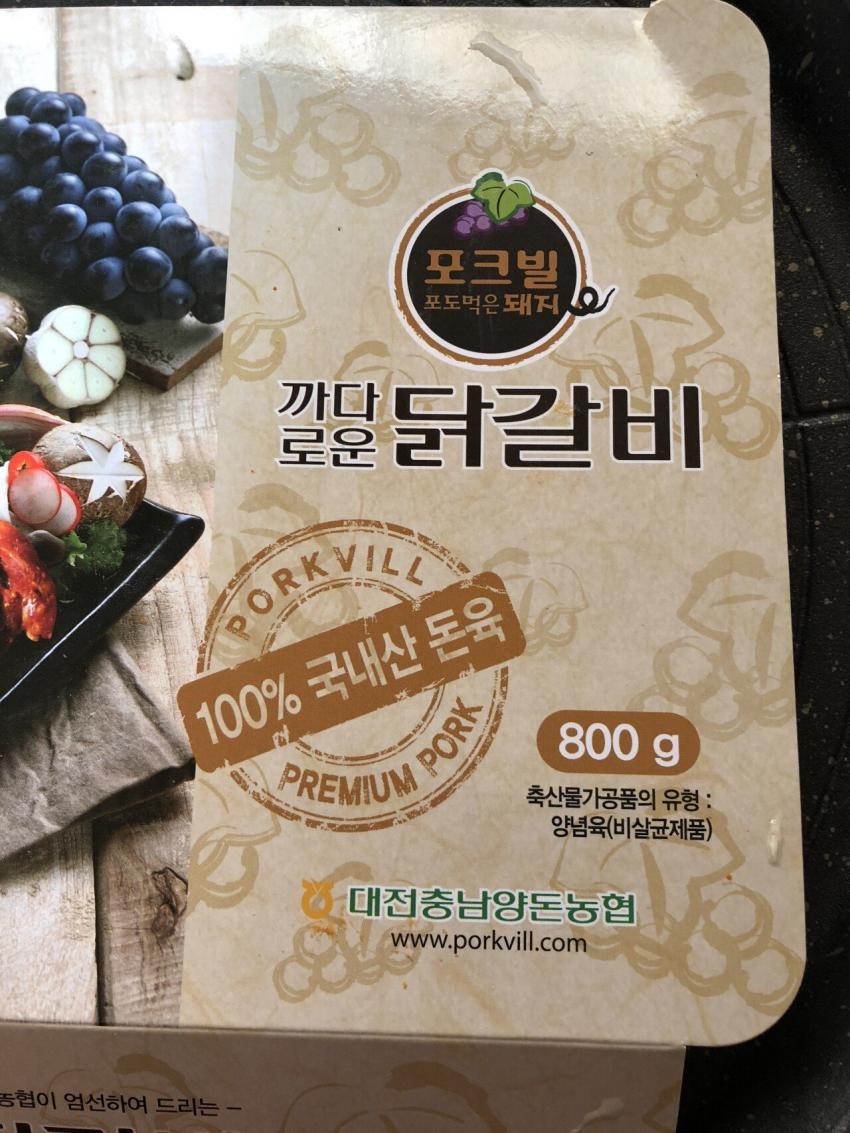 포크빌
포도먹은돼지
까다
로운 닭갈비
PORKVILL
100% 국내산 돈육
PREMIUM PORK
800 g
축산물가공품의 유형 :
양념육(비살균제품)
대전충남양돈농협
www.porkvill.com
농협이 엄선하여 드리는 –